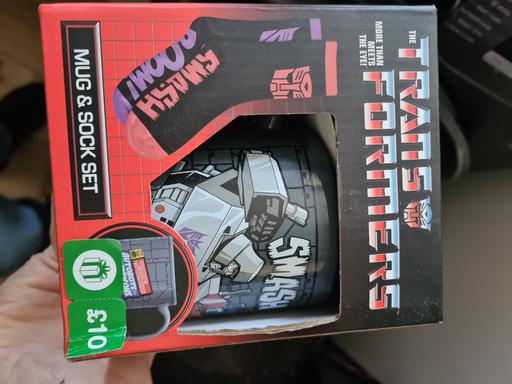 THE
TRANSFORMERS
MORE THAN
MEETS
THE EYE!
MUG & SOCK SET
SMASH
BOOM!
SMASH
£10